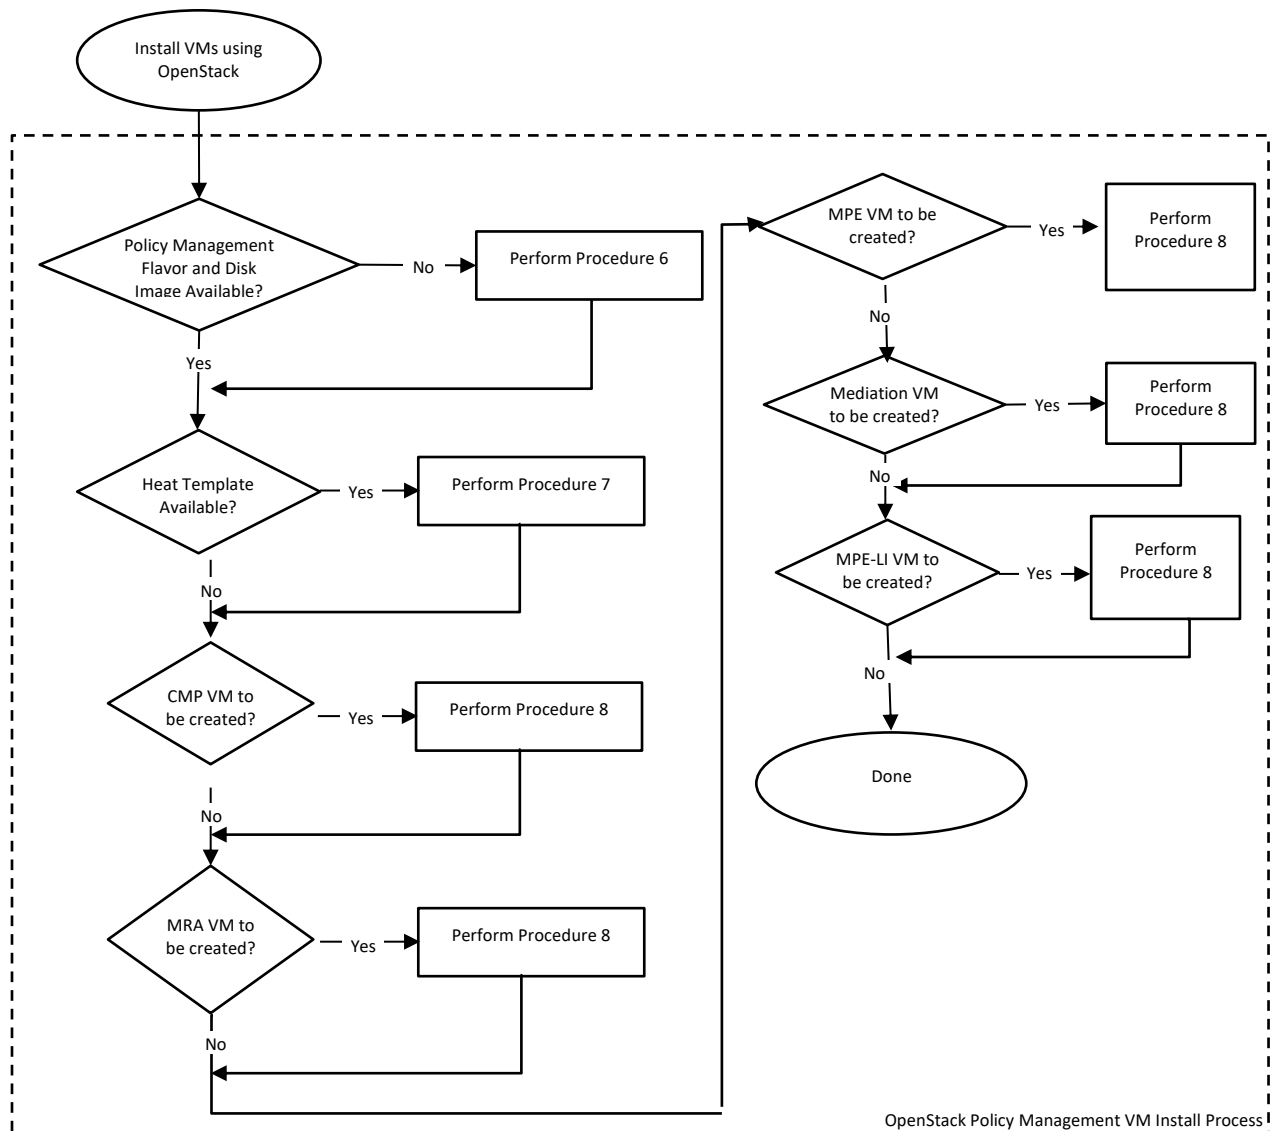 Install VMs using
OpenStack
Policy Management
Flavor and Disk
Image Available?
No
Perform Procedure 6
Yes
Heat Template
Available?
Yes
Perform Procedure 7
No
CMP VM to
be created?
Yes
Perform Procedure 8
No
MRA VM to
be created?
Yes
Perform Procedure 8
No
MPE VM to be
created?
Yes
Perform
Procedure 8
No
Mediation VM
to be created?
Yes
Perform
Procedure 8
No
MPE-LI VM to
be created?
Yes
Perform
Procedure 8
No
Done
OpenStack Policy Management VM Install Process